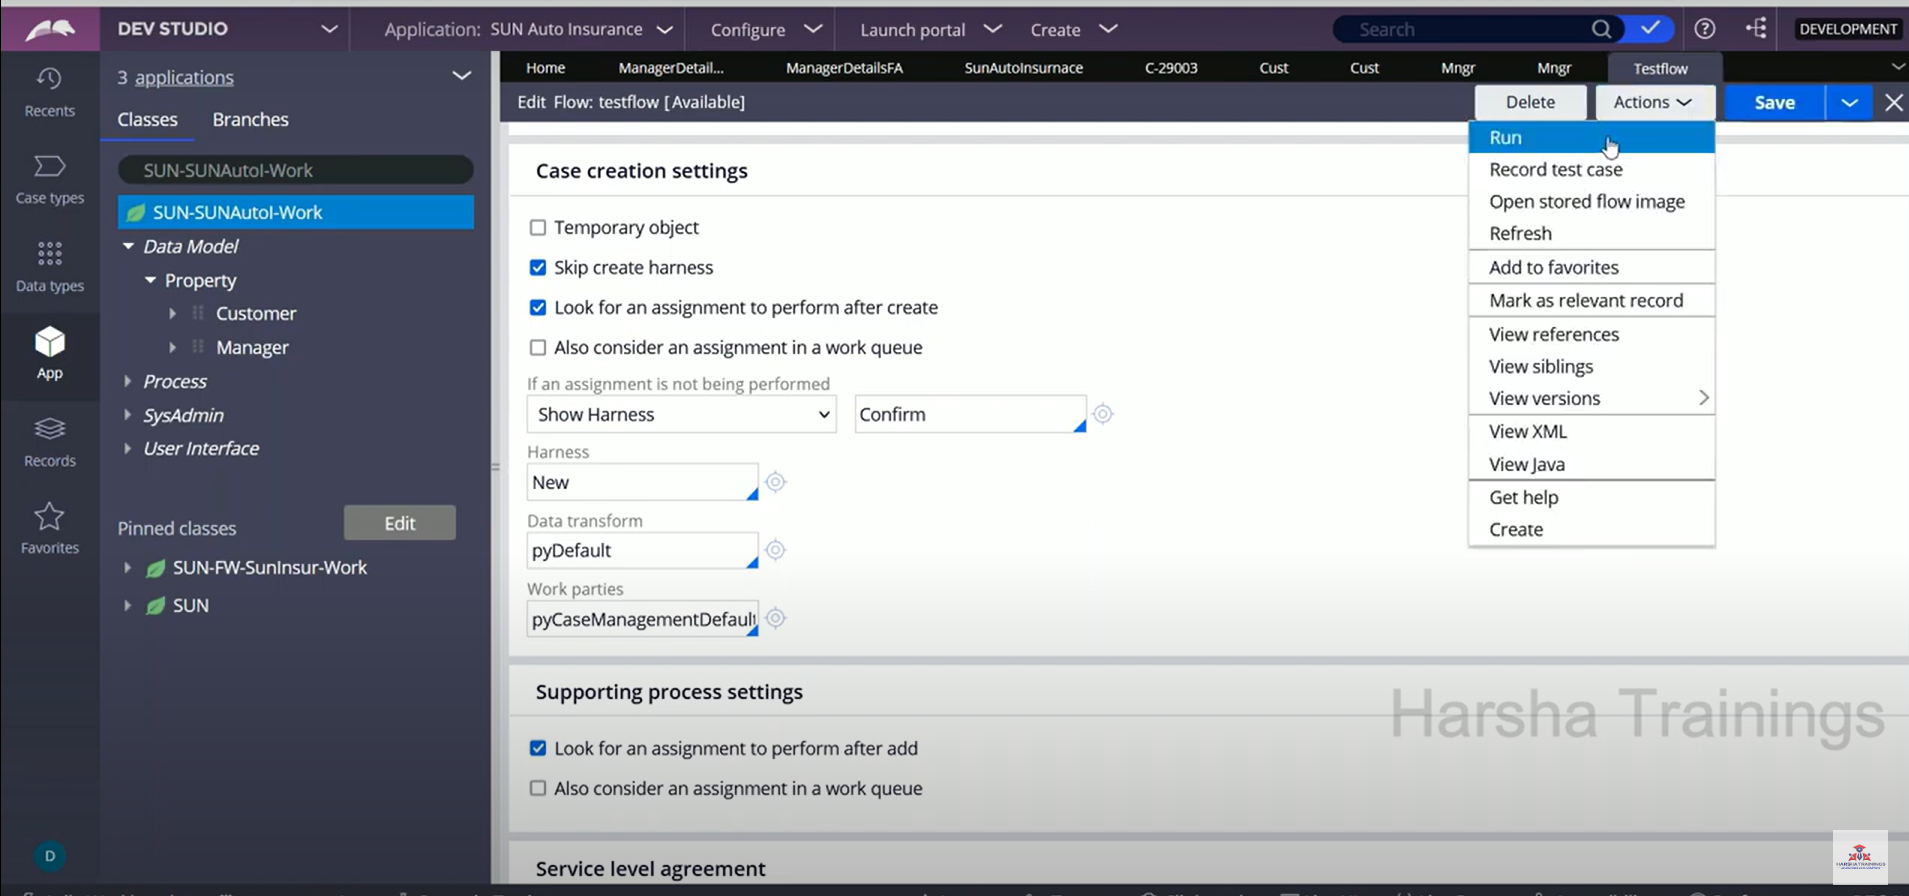 DEV STUDIO
Application: SUN Auto Insurance
Configure
Launch portal
Create
Search
DEVELOPMENT
Home
ManagerDetail...
ManagerDetailsFA
SunAutoInsurnace
C-29003
Cust
Cust
Mngr
Mngr
Testflow
Edit Flow: testflow [Available]
Delete
Actions
Save
Recents
Case types
Data types
App
Records
Favorites
D
3 applications
Classes
Branches
SUN-SUNAutoI-Work
SUN-SUNAutoI-Work
Data Model
Property
Customer
Manager
Process
SysAdmin
User Interface
Pinned classes
Edit
SUN-FW-SunInsur-Work
SUN
Case creation settings
Temporary object
Skip create harness
Look for an assignment to perform after create
Also consider an assignment in a work queue
If an assignment is not being performed
Show Harness
Confirm
Harness
New
Data transform
pyDefault
Work parties
pyCaseManagementDefault
Supporting process settings
Look for an assignment to perform after add
Also consider an assignment in a work queue
Service level agreement
Run
Record test case
Open stored flow image
Refresh
Add to favorites
Mark as relevant record
View references
View siblings
View versions
View XML
View Java
Get help
Create
Harsha Trainings
HARSHA TRAININGS